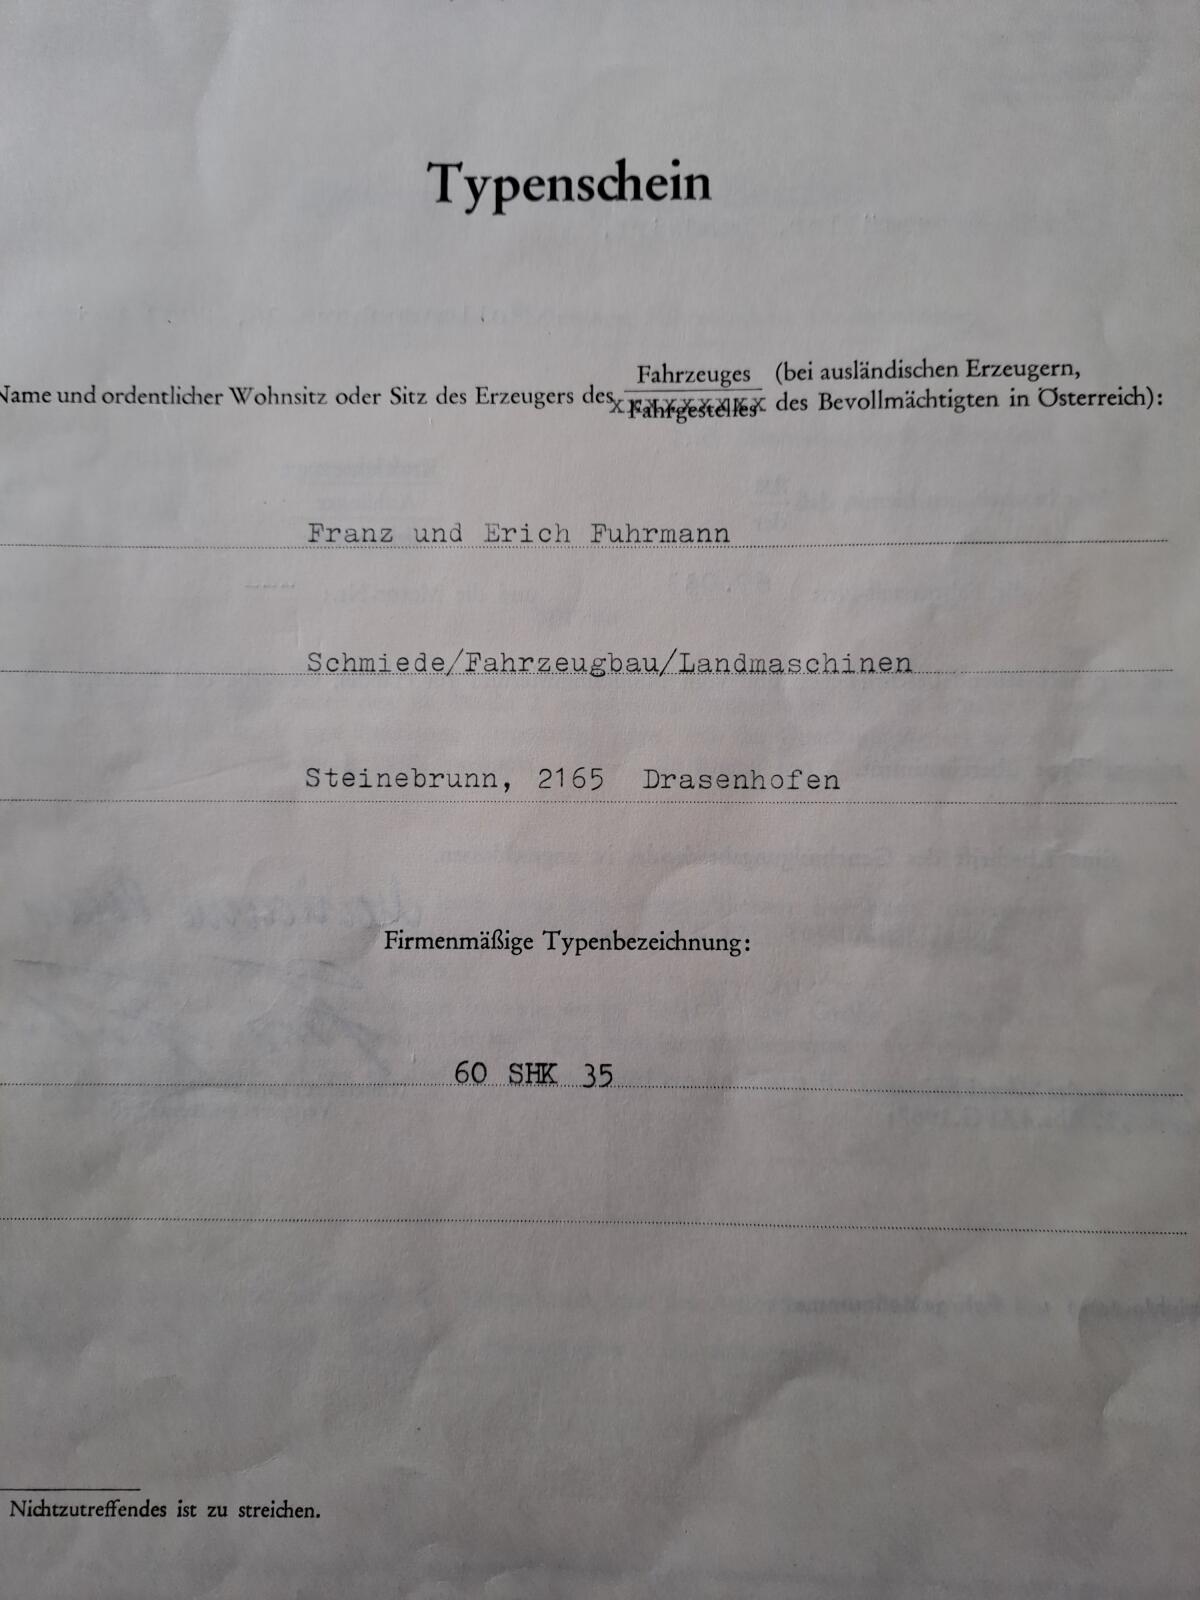 Typenschein
Name und ordentlicher Wohnsitz oder Sitz des Erzeugers des Fahrzeuges (bei ausländischen Erzeugern,
Fahrgestelles des Bevollmächtigten in Österreich):
Franz und Erich Fuhrmann
Schmiede/Fahrzeugbau/Landmaschinen
Steinebrunn, 2165 Drasenhofen
Firmenmäßige Typenbezeichnung:
60 SHK 35
Nichtzutreffendes ist zu streichen.